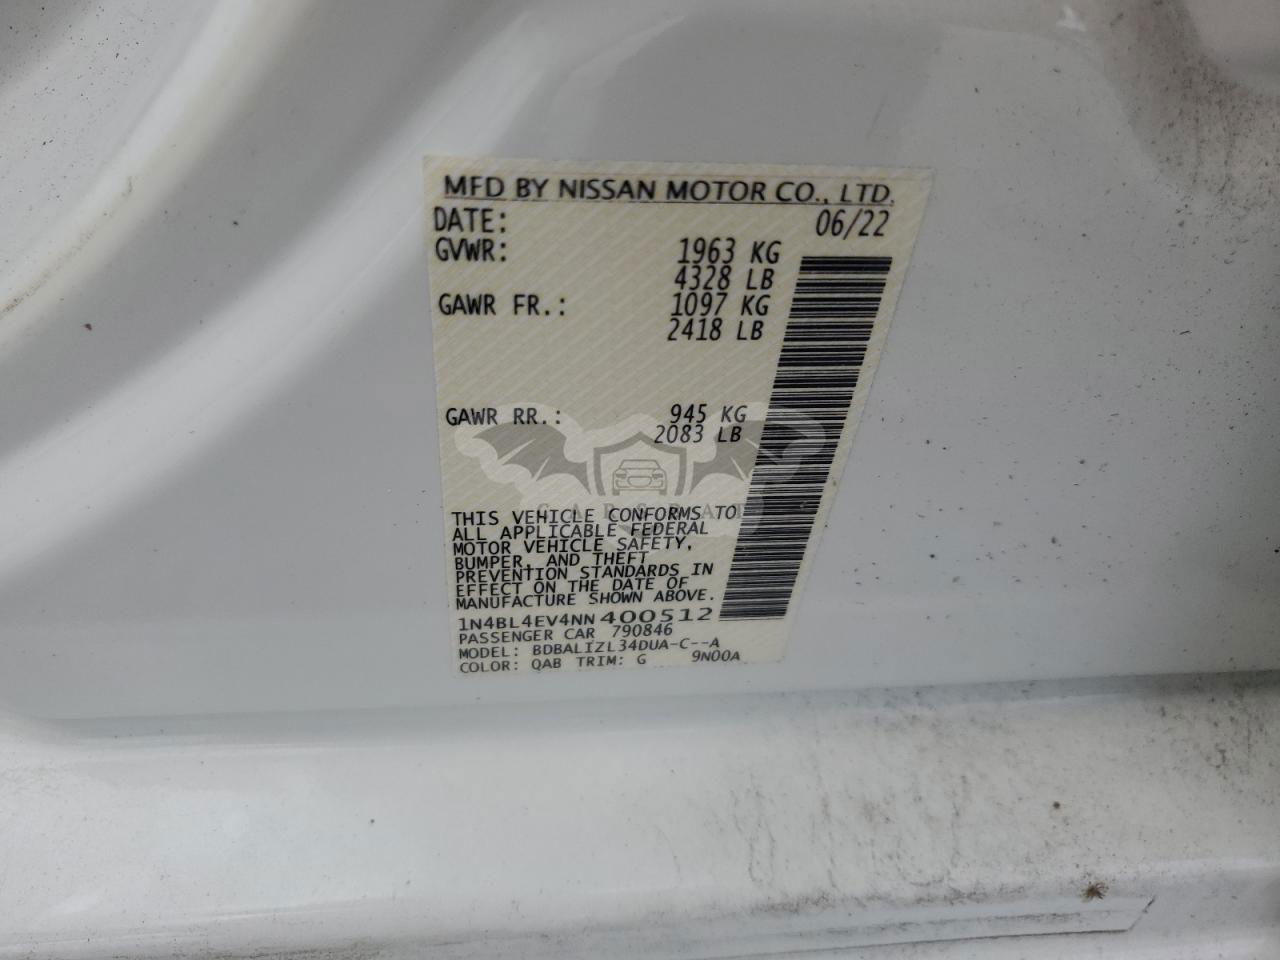 MFD BY NISSAN MOTOR CO., LTD.
DATE: 06/22
GVWR: 1963 KG
4328 LB
GAWR FR.: 1097 KG
2418 LB
GAWR RR.: 945 KG
2083 LB
CARSBAT
THIS VEHICLE CONFORMS TO
ALL APPLICABLE FEDERAL
MOTOR VEHICLE SAFETY,
BUMPER, AND THEFT
PREVENTION STANDARDS IN
EFFECT ON THE DATE OF
MANUFACTURE SHOWN ABOVE.
1N4BL4EV4NN400512
PASSENGER CAR 790846
MODEL: BDBALIZL34DUA-C--A
COLOR: QAB TRIM: G 9N00A